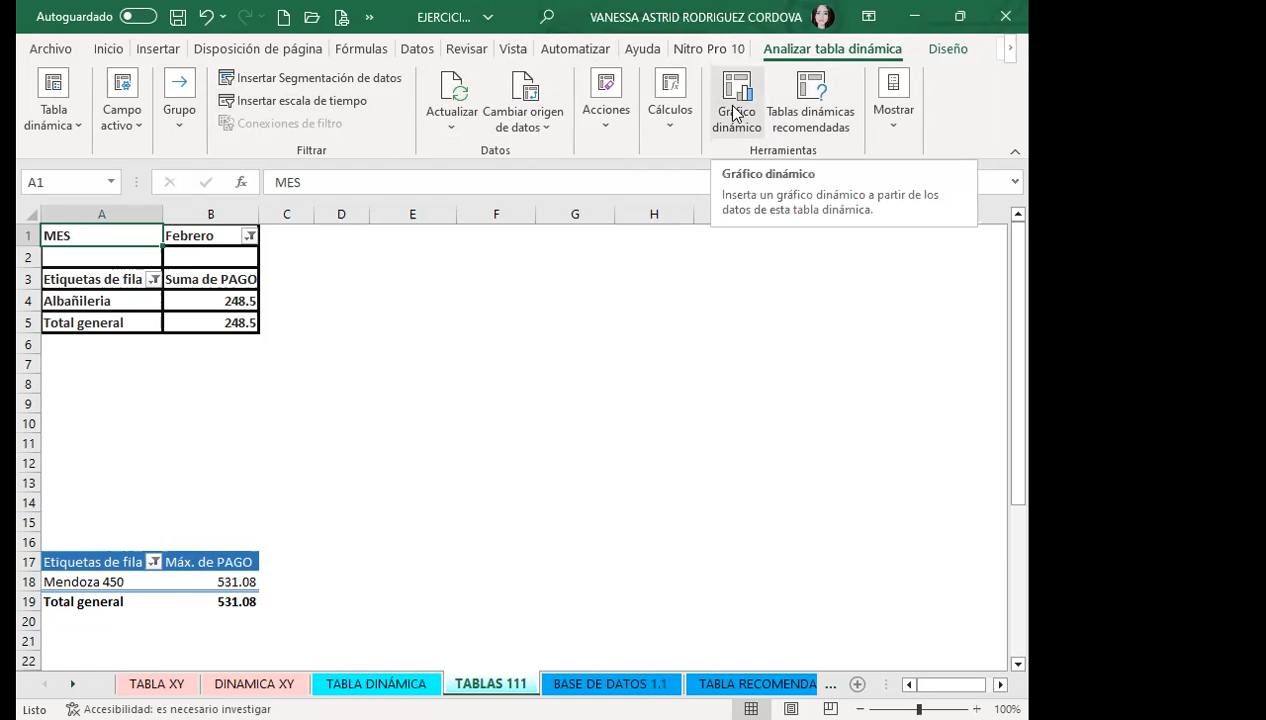 Autoguardado
EJERCICI...
VANESSA ASTRID RODRIGUEZ CORDOVA
Archivo Inicio Insertar Disposición de página Fórmulas Datos Revisar Vista Automatizar Ayuda Nitro Pro 10 Analizar tabla dinámica Diseño
Tabla dinámica
Campo activo
Grupo
Insertar Segmentación de datos
Insertar escala de tiempo
Conexiones de filtro
Filtrar
Actualizar
Cambiar origen de datos
Datos
Acciones
Cálculos
Gráfico dinámico
Tablas dinámicas recomendadas
Herramientas
Mostrar
A1
fx
MES
Gráfico dinámico
Inserta un gráfico dinámico a partir de los
datos de esta tabla dinámica.
A B C D E F G H
1 MES Febrero
2
3 Etiquetas de fila Suma de PAGO
4 Albañileria 248.5
5 Total general 248.5
6
7
8
9
10
11
12
13
14
15
16
17 Etiquetas de fila Máx. de PAGO
18 Mendoza 450 531.08
19 Total general 531.08
20
21
22
TABLA XY DINAMICA XY TABLA DINÁMICA TABLAS 111 BASE DE DATOS 1.1 TABLA RECOMENDA ...
Listo Accesibilidad: es necesario investigar 100%